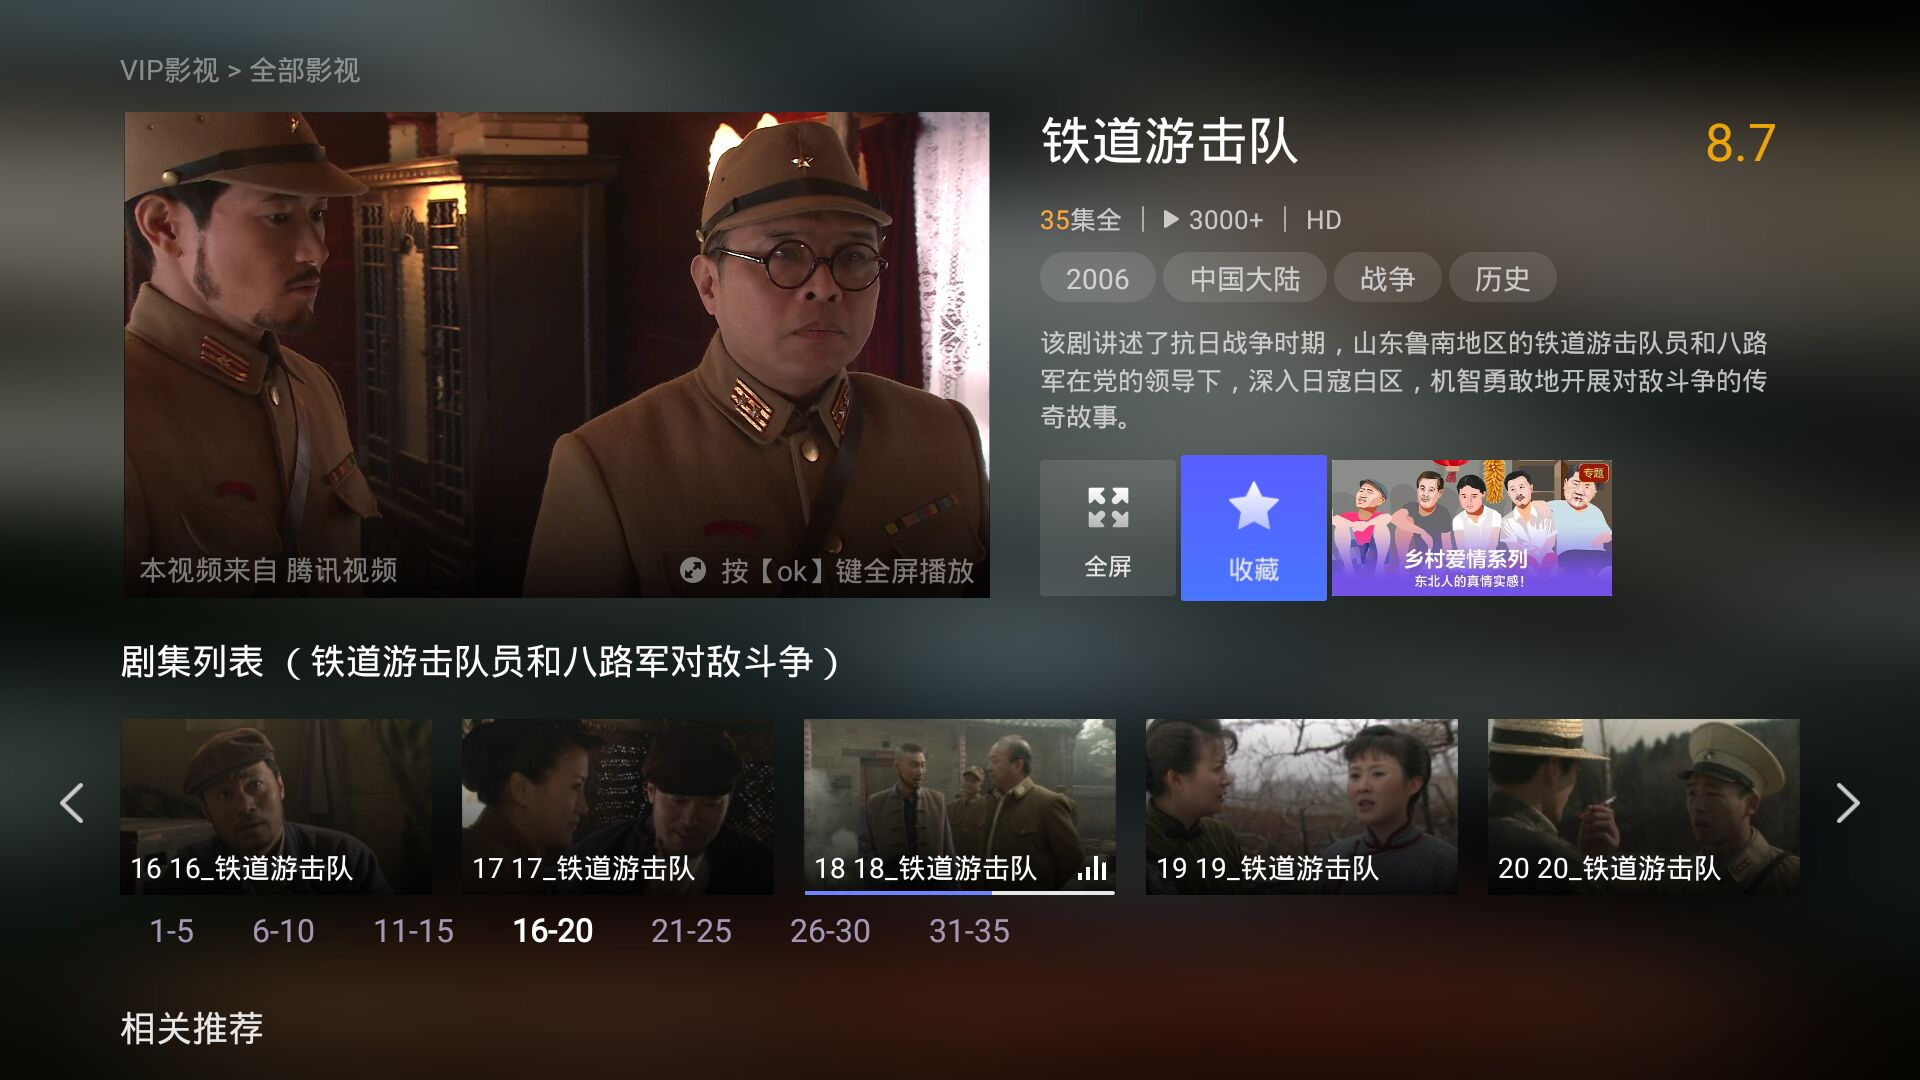 VIP影视 > 全部影视
本视频来自 腾讯视频
按【ok】键全屏播放
铁道游击队
8.7
35集全 | 3000+ | HD
2006 中国大陆 战争 历史
该剧讲述了抗日战争时期，山东鲁南地区的铁道游击队员和八路
军在党的领导下，深入日寇白区，机智勇敢地开展对敌斗争的传
奇故事。
全屏
收藏
专题
乡村爱情系列
东北人的真情实感!
剧集列表 （铁道游击队员和八路军对敌斗争）
16 16_铁道游击队
17 17_铁道游击队
18 18_铁道游击队
19 19_铁道游击队
20 20_铁道游击队
1-5 6-10 11-15 16-20 21-25 26-30 31-35
相关推荐